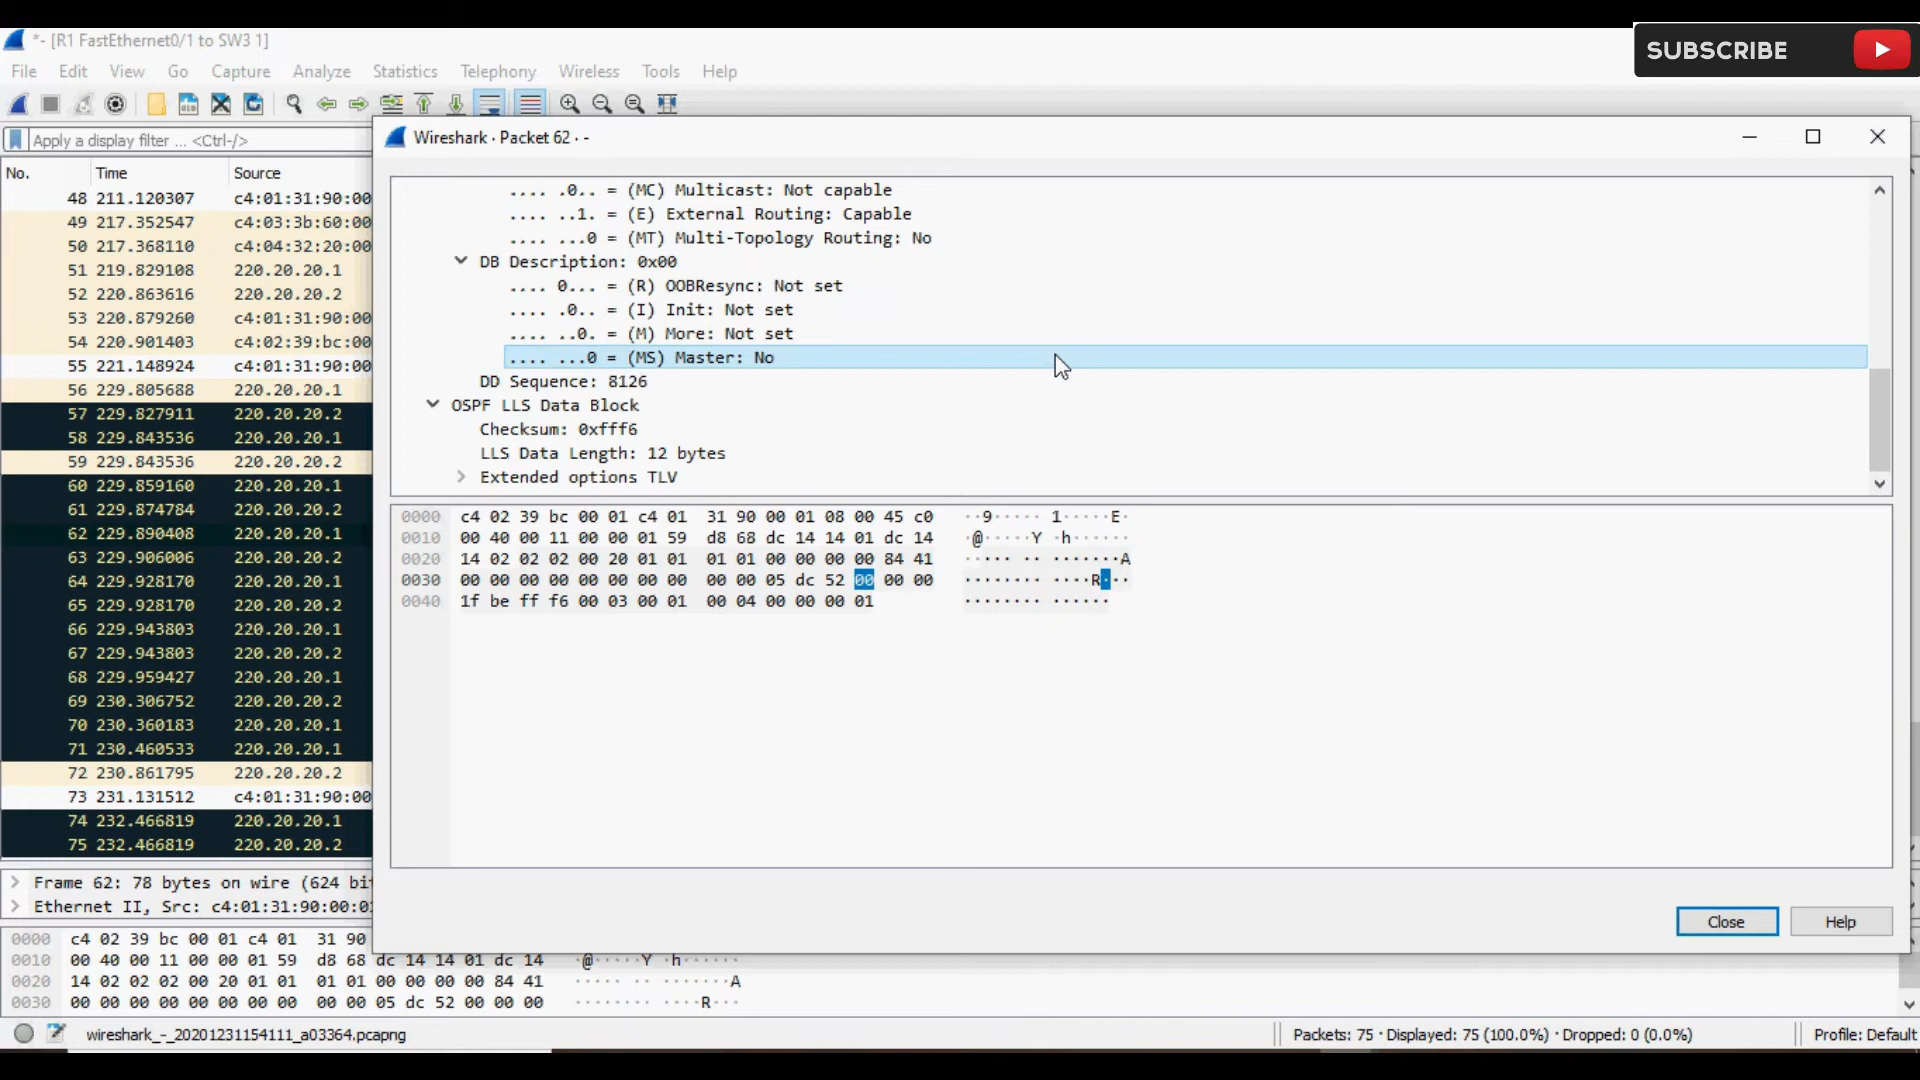 *- [R1 FastEthernet0/1 to SW3 1]
SUBSCRIBE
File Edit View Go Capture Analyze Statistics Telephony Wireless Tools Help
Apply a display filter ... <Ctrl-/>
Wireshark · Packet 62 · -
No. Time Source
48 211.120307 c4:01:31:90:00
49 217.352547 c4:03:3b:60:00
50 217.368110 c4:04:32:20:00
51 219.829108 220.20.20.1
52 220.863616 220.20.20.2
53 220.879260 c4:01:31:90:00
54 220.901403 c4:02:39:bc:00
55 221.148924 c4:01:31:90:00
56 229.805688 220.20.20.1
57 229.827911 220.20.20.2
58 229.843536 220.20.20.1
59 229.843536 220.20.20.2
60 229.859160 220.20.20.1
61 229.874784 220.20.20.2
62 229.890408 220.20.20.1
63 229.906006 220.20.20.2
64 229.928170 220.20.20.1
65 229.928170 220.20.20.2
66 229.943803 220.20.20.1
67 229.943803 220.20.20.2
68 229.959427 220.20.20.1
69 230.306752 220.20.20.2
70 230.360183 220.20.20.1
71 230.460533 220.20.20.1
72 230.861795 220.20.20.2
73 231.131512 c4:01:31:90:00
74 232.466819 220.20.20.1
75 232.466819 220.20.20.2
.... .0.. = (MC) Multicast: Not capable
.... ..1. = (E) External Routing: Capable
.... ...0 = (MT) Multi-Topology Routing: No
DB Description: 0x00
.... 0... = (R) OOBResync: Not set
.... .0.. = (I) Init: Not set
.... ..0. = (M) More: Not set
.... ...0 = (MS) Master: No
DD Sequence: 8126
OSPF LLS Data Block
Checksum: 0xfff6
LLS Data Length: 12 bytes
Extended options TLV
0000 c4 02 39 bc 00 01 c4 01 31 90 00 01 08 00 45 c0 ··9····· 1·····E·
0010 00 40 00 11 00 00 01 59 d8 68 dc 14 14 01 dc 14 ·@·····Y ·h······
0020 14 02 02 02 00 20 01 01 01 01 00 00 00 00 84 41 ····· ·· ·······A
0030 00 00 00 00 00 00 00 00 00 00 05 dc 52 00 00 00 ········ ····R···
0040 1f be ff f6 00 03 00 01 00 04 00 00 00 01 ········ ······
Close Help
Frame 62: 78 bytes on wire (624 bi
Ethernet II, Src: c4:01:31:90:00:01
0000 c4 02 39 bc 00 01 c4 01 31 90
0010 00 40 00 11 00 00 01 59 d8 68 dc 14 14 01 dc 14 ·@·····Y ·h······
0020 14 02 02 02 00 20 01 01 01 01 00 00 00 00 84 41 ····· ·· ·······A
0030 00 00 00 00 00 00 00 00 00 00 05 dc 52 00 00 00 ········ ····R···
wireshark_-_20201231154111_a03364.pcapng
Packets: 75 · Displayed: 75 (100.0%) · Dropped: 0 (0.0%)
Profile: Default